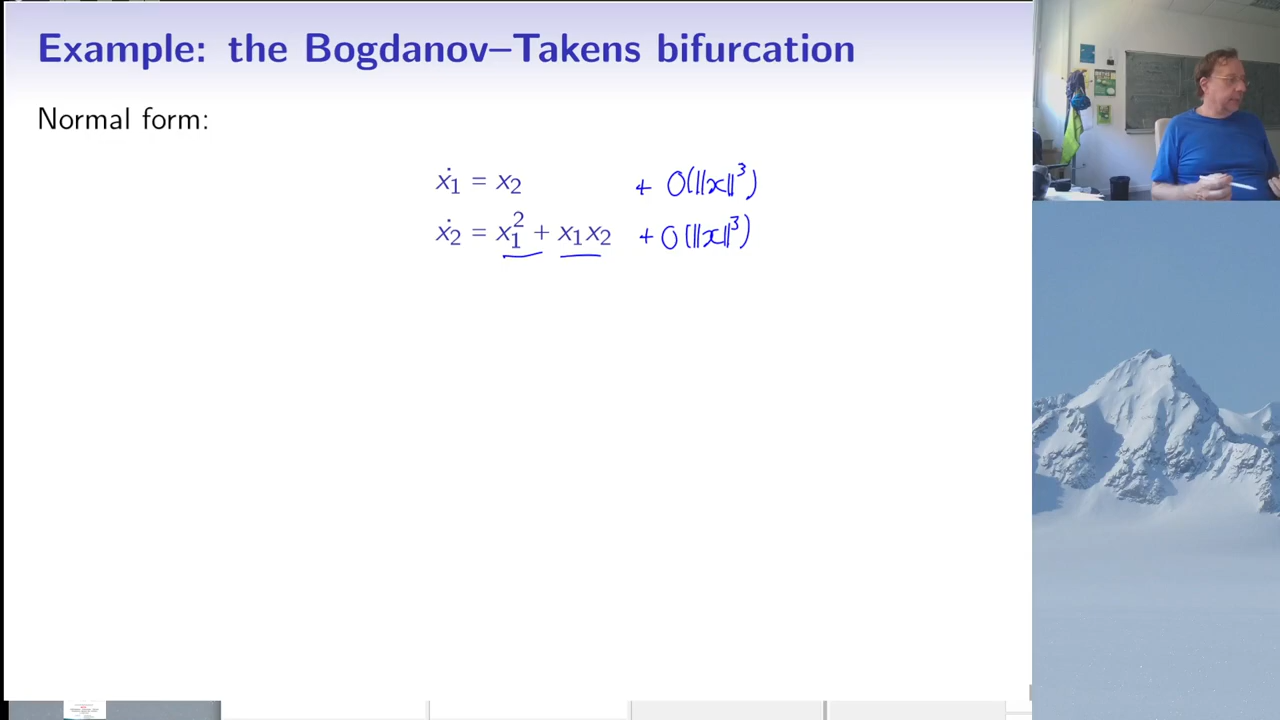 Example: the Bogdanov–Takens bifurcation
Normal form:
ẋ₁ = x₂ + O(‖x‖³)
ẋ₂ = x₁² + x₁x₂ + O(‖x‖³)